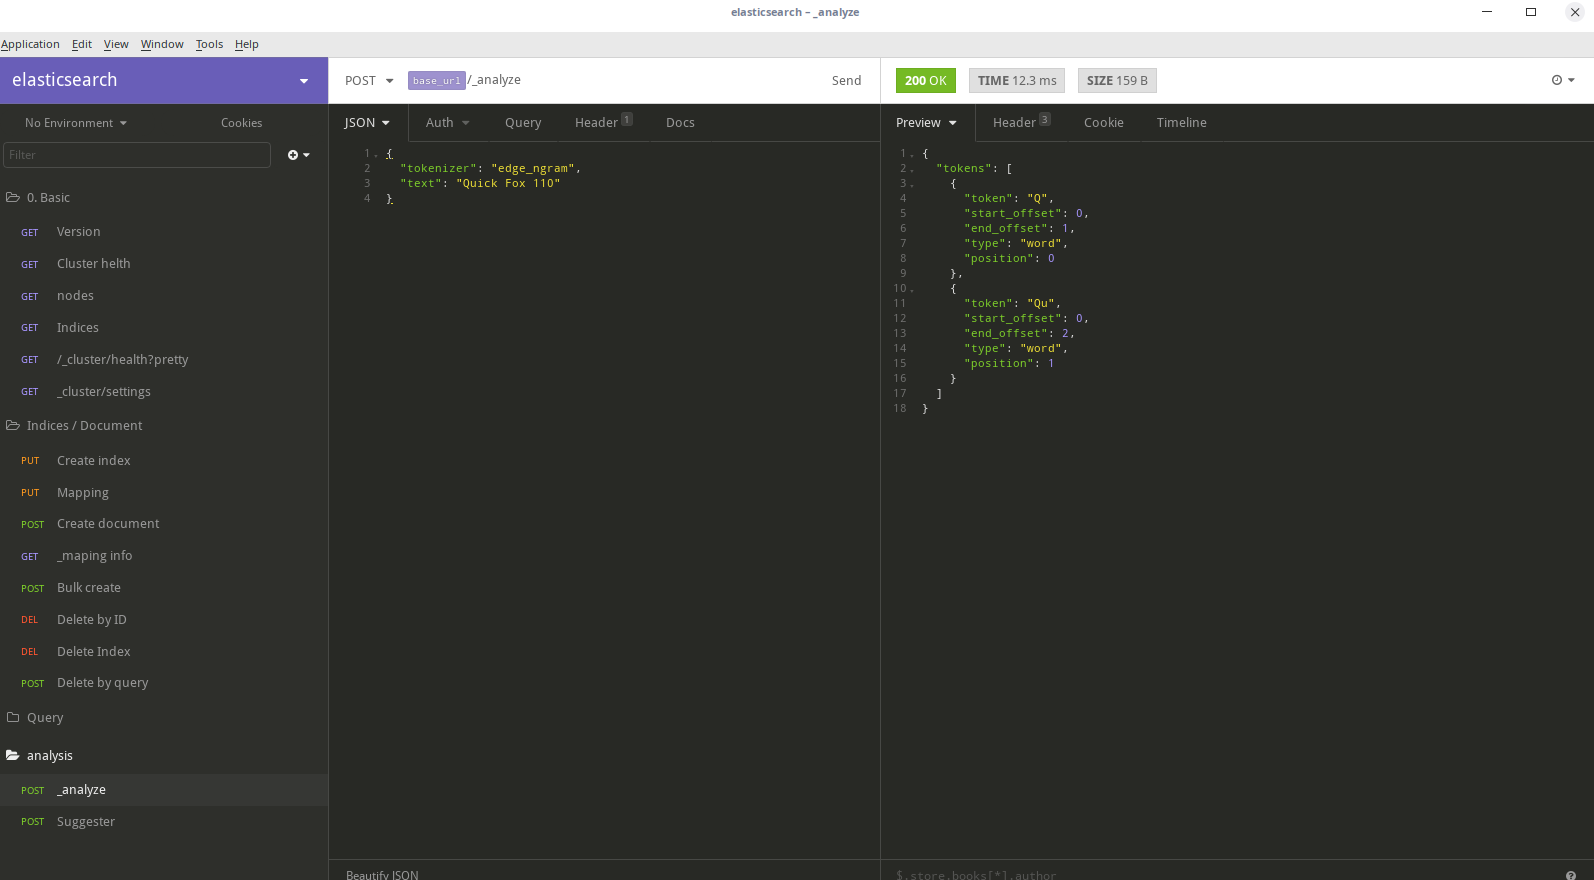 elasticsearch – _analyze
Application Edit View Window Tools Help
elasticsearch
POST base_url/_analyze Send
200 OK TIME 12.3 ms SIZE 159 B
No Environment Cookies
Filter
0. Basic
GET Version
GET Cluster helth
GET nodes
GET Indices
GET /_cluster/health?pretty
GET _cluster/settings
Indices / Document
PUT Create index
PUT Mapping
POST Create document
GET _maping info
POST Bulk create
DEL Delete by ID
DEL Delete Index
POST Delete by query
Query
analysis
POST _analyze
POST Suggester
JSON Auth Query Header 1 Docs
1 {
2 "tokenizer": "edge_ngram",
3 "text": "Quick Fox 110"
4 }
Beautify JSON
Preview Header 3 Cookie Timeline
1 {
2 "tokens": [
3 {
4 "token": "Q",
5 "start_offset": 0,
6 "end_offset": 1,
7 "type": "word",
8 "position": 0
9 },
10 {
11 "token": "Qu",
12 "start_offset": 0,
13 "end_offset": 2,
14 "type": "word",
15 "position": 1
16 }
17 ]
18 }
$.store.books[*].author